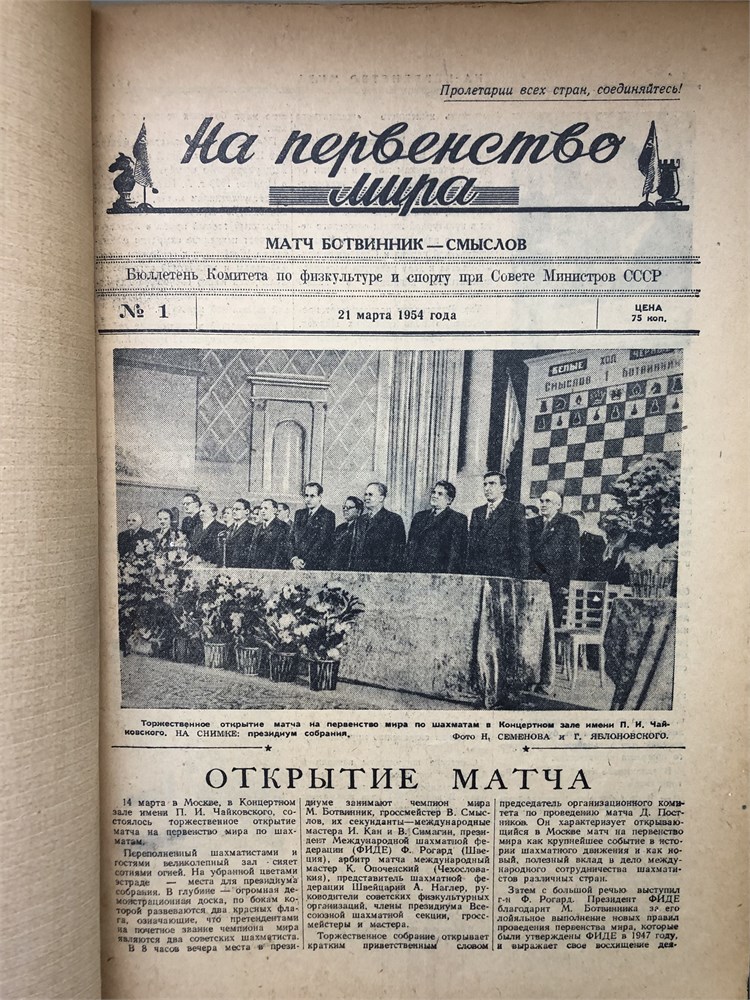 Пролетарии всех стран, соединяйтесь!
На первенство
мира
МАТЧ БОТВИННИК — СМЫСЛОВ
Бюллетень Комитета по физкультуре и спорту при Совете Министров СССР
№ 1
21 марта 1954 года
ЦЕНА
75 коп.
БЕЛЫЕ ХОД ЧЕРНЫЕ
Смыслов 1 Ботвинник
Торжественное открытие матча на первенство мира по шахматам в Концертном зале имени П. И. Чай-
ковского. НА СНИМКЕ: президиум собрания.
Фото Н. СЕМЕНОВА и Г. ЯБЛОНОВСКОГО.
ОТКРЫТИЕ МАТЧА
14 марта в Москве, в Концертном
зале имени П. И. Чайковского, со-
стоялось торжественное открытие
матча на первенство мира по шах-
матам.
Переполненный шахматистами и
гостями великолепный зал сияет
сотнями огней. На убранной цветами
эстраде — места для президиума
собрания. В глубине — огромная де-
монстрационная доска, по бокам ко-
торой развеваются два красных фла-
га, означающие, что претендентами
на почетное звание чемпиона мира
являются два советских шахматиста.
В 8 часов вечера места в прези-
диуме занимают чемпион мира
М. Ботвинник, гроссмейстер В. Смыс-
лов, их секунданты—международные
мастера И. Кан и В. Симагин, прези-
дент Международной шахматной фе-
дерации (ФИДЕ) Ф. Рогард (Шве-
ция), арбитр матча международный
мастер К. Опоченский (Чехослова-
кия), представитель шахматной фе-
дерации Швейцарии А. Наглер, ру-
ководители советских физкультурных
организаций, члены президиума Все-
союзной шахматной секции, гросс-
мейстеры и мастера.
Торжественное собрание открывает
кратким приветственным словом
председатель организационного коми-
тета по проведению матча Д. Пост-
ников. Он характеризует открываю-
щийся в Москве матч на первенство
мира как крупнейшее событие в исто-
рии шахматного движения и как но-
вый, полезный вклад в дело между-
народного сотрудничества шахмати-
стов различных стран.
Затем с большой речью выступил
г-н Ф. Рогард. Президент ФИДЕ
благодарит М. Ботвинника за его
лойяльное выполнение новых правил
проведения первенства мира, которые
были утверждены ФИДЕ в 1947 году,
и выражает свое восхищение дея-